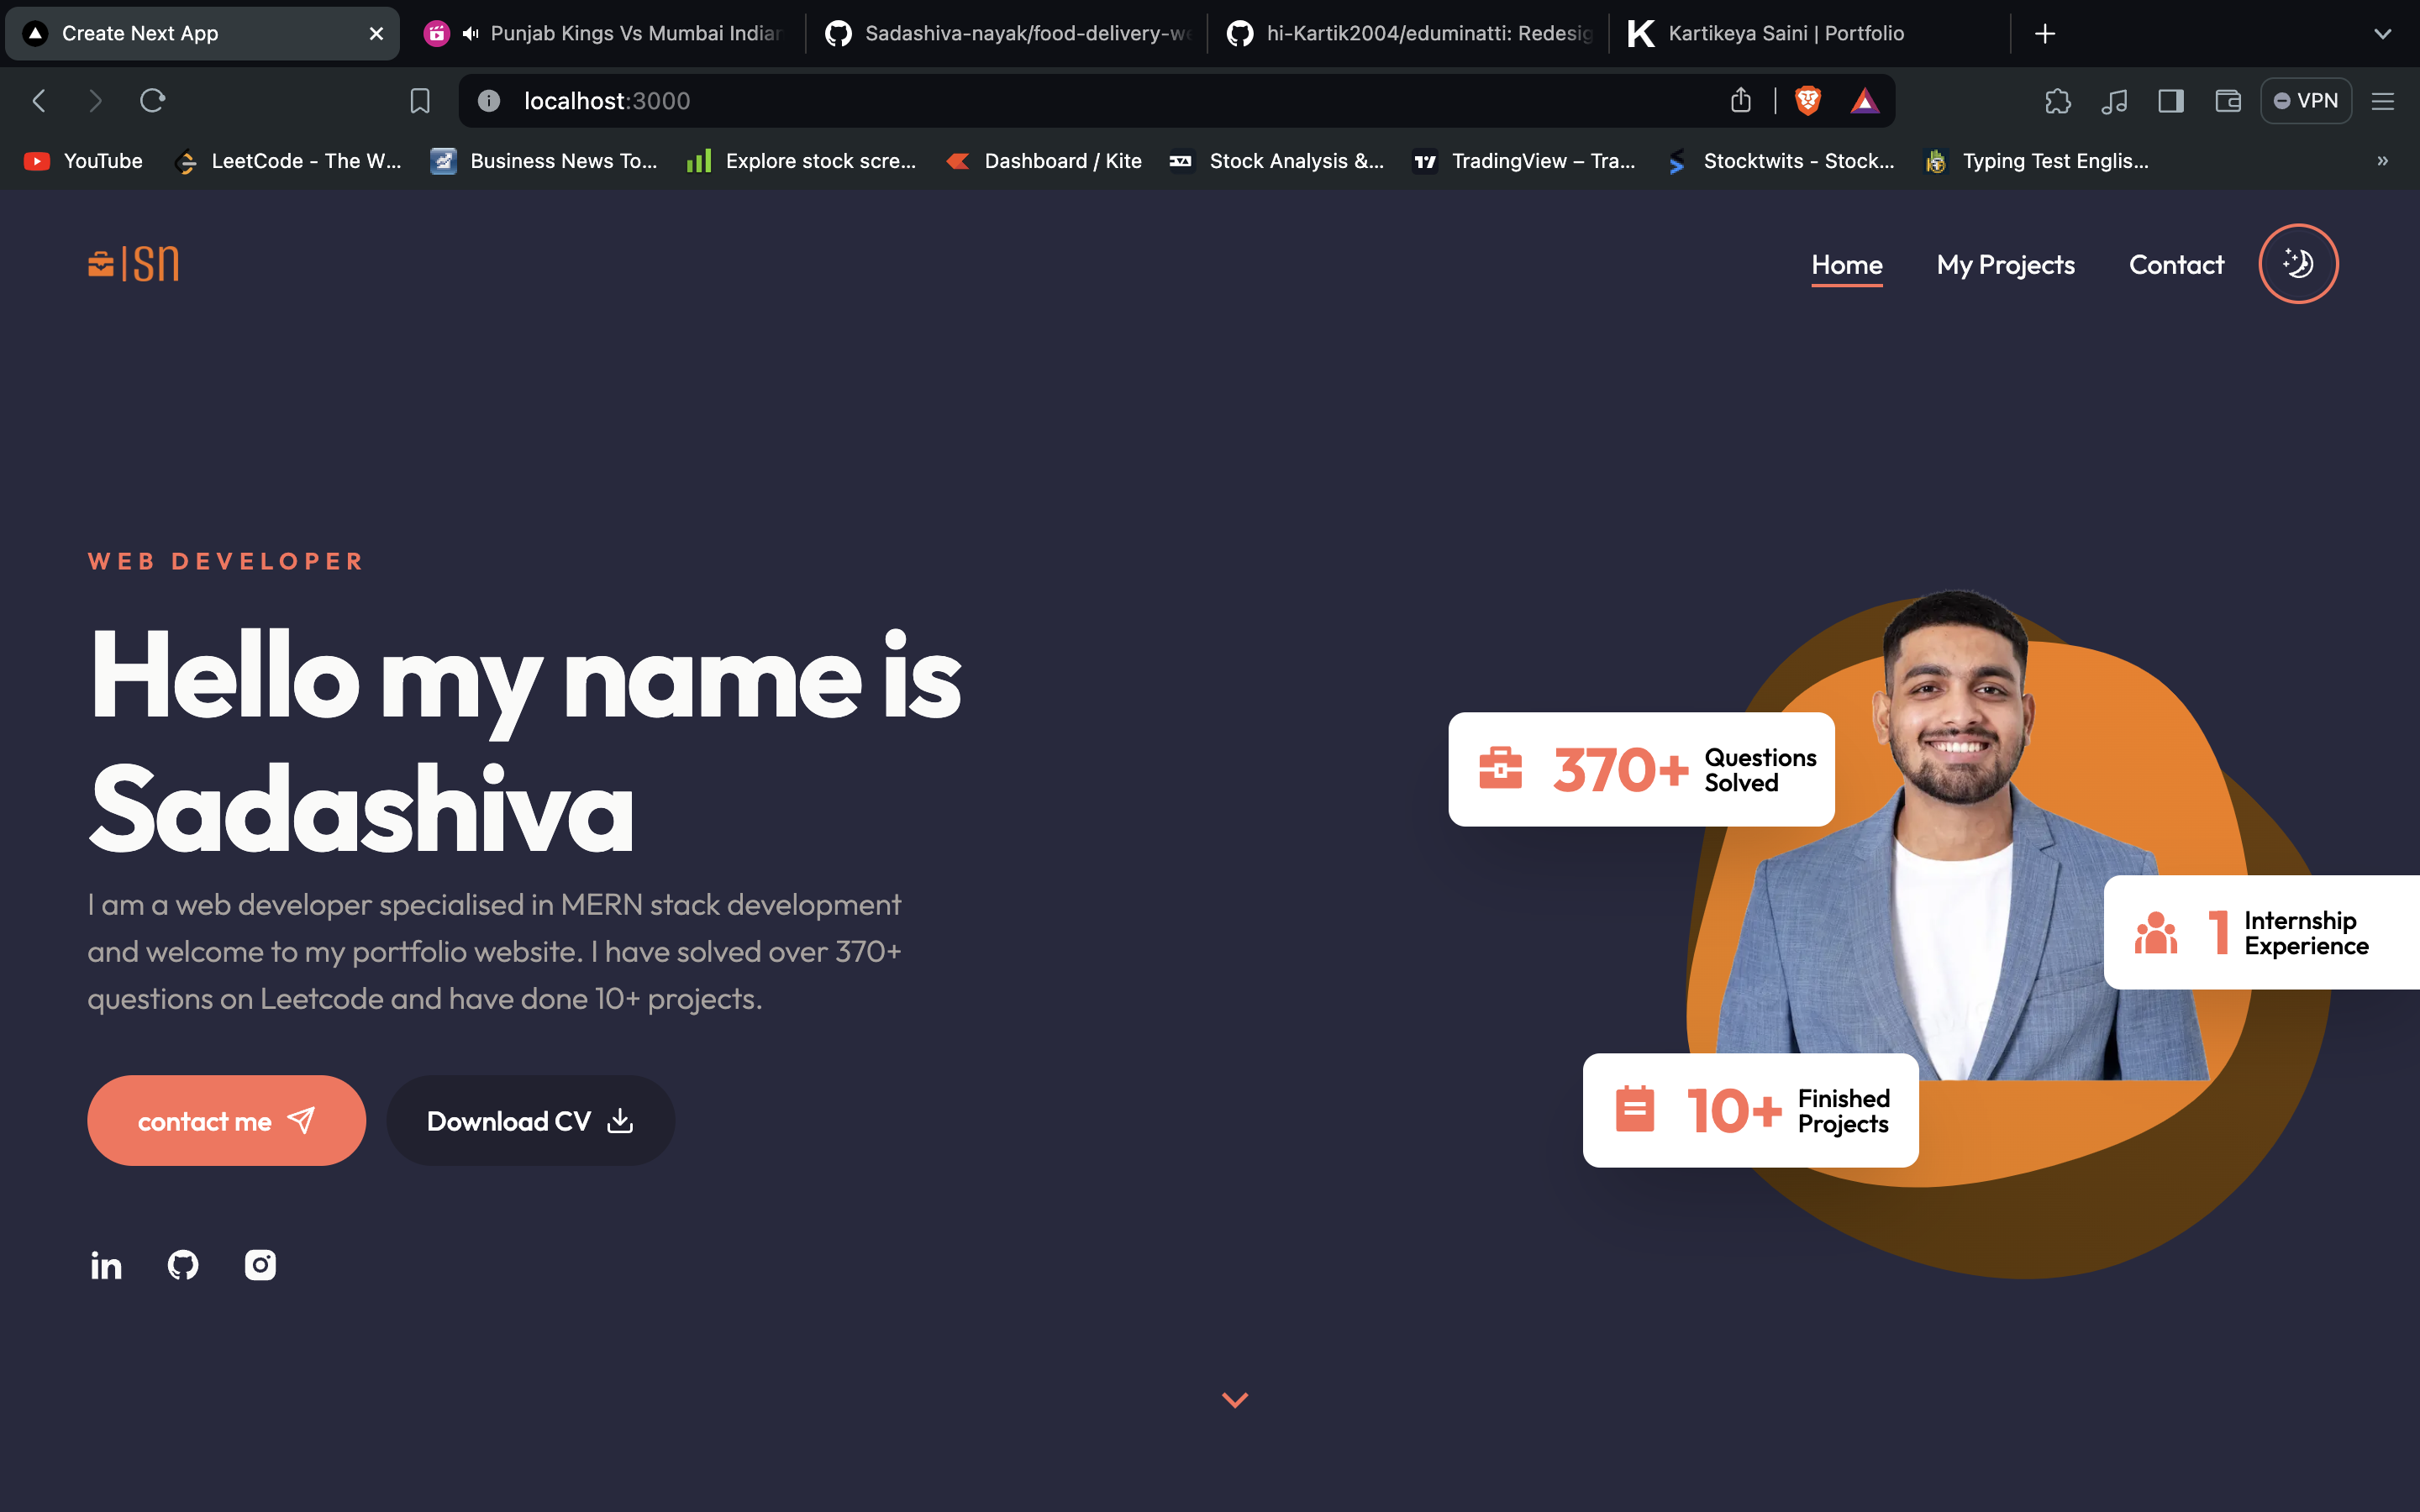 Create Next App
Punjab Kings Vs Mumbai Indian
Sadashiva-nayak/food-delivery-we
hi-Kartik2004/eduminatti: Redesig
K
Kartikeya Saini | Portfolio
localhost:3000
VPN
YouTube
LeetCode - The W...
Business News To...
Explore stock scre...
Dashboard / Kite
Stock Analysis &...
TradingView – Tra...
Stocktwits - Stock...
Typing Test Englis...
|sn
Home
My Projects
Contact
WEB DEVELOPER
Hello my name is
Sadashiva
I am a web developer specialised in MERN stack development
and welcome to my portfolio website. I have solved over 370+
questions on Leetcode and have done 10+ projects.
contact me
Download CV
370+ Questions
Solved
1 Internship
Experience
10+ Finished
Projects